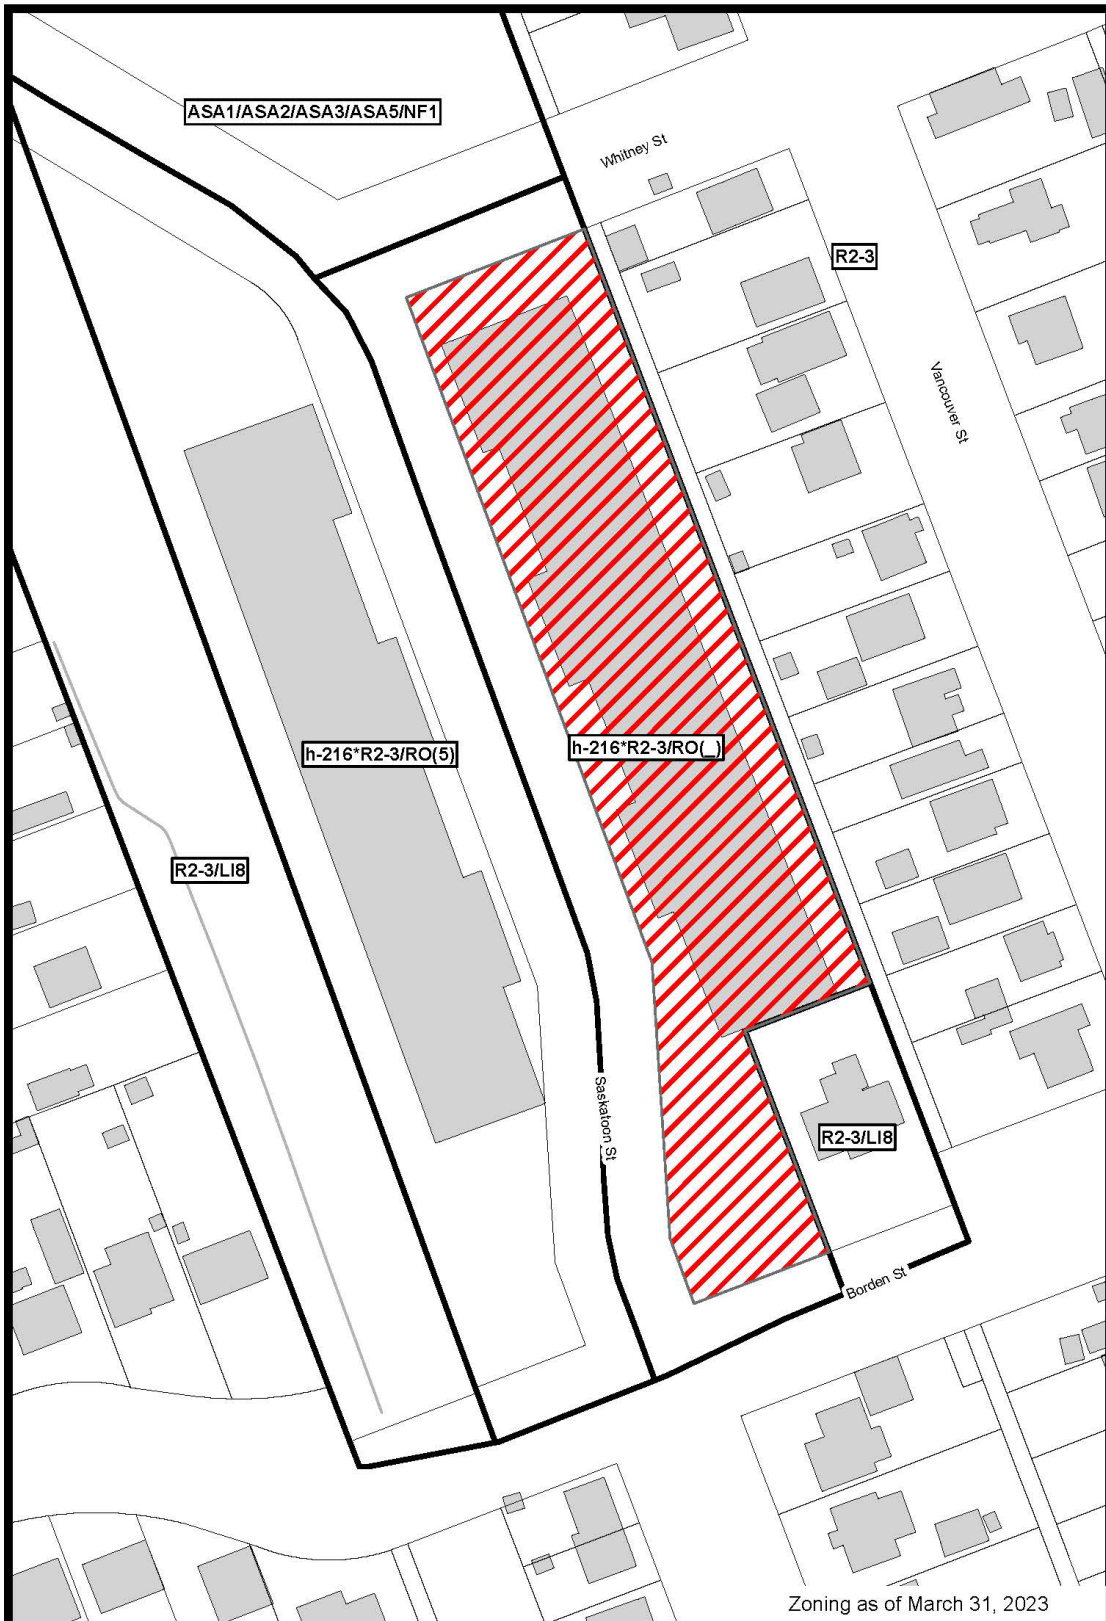 ASA1/ASA2/ASA3/ASA5/NF1
Whitney St
R2-3
Vancouver St
h-216*R2-3/RO(5)
h-216*R2-3/RO(_)
R2-3/LI8
Saskatoon St
R2-3/LI8
Borden St
Zoning as of March 31, 2023